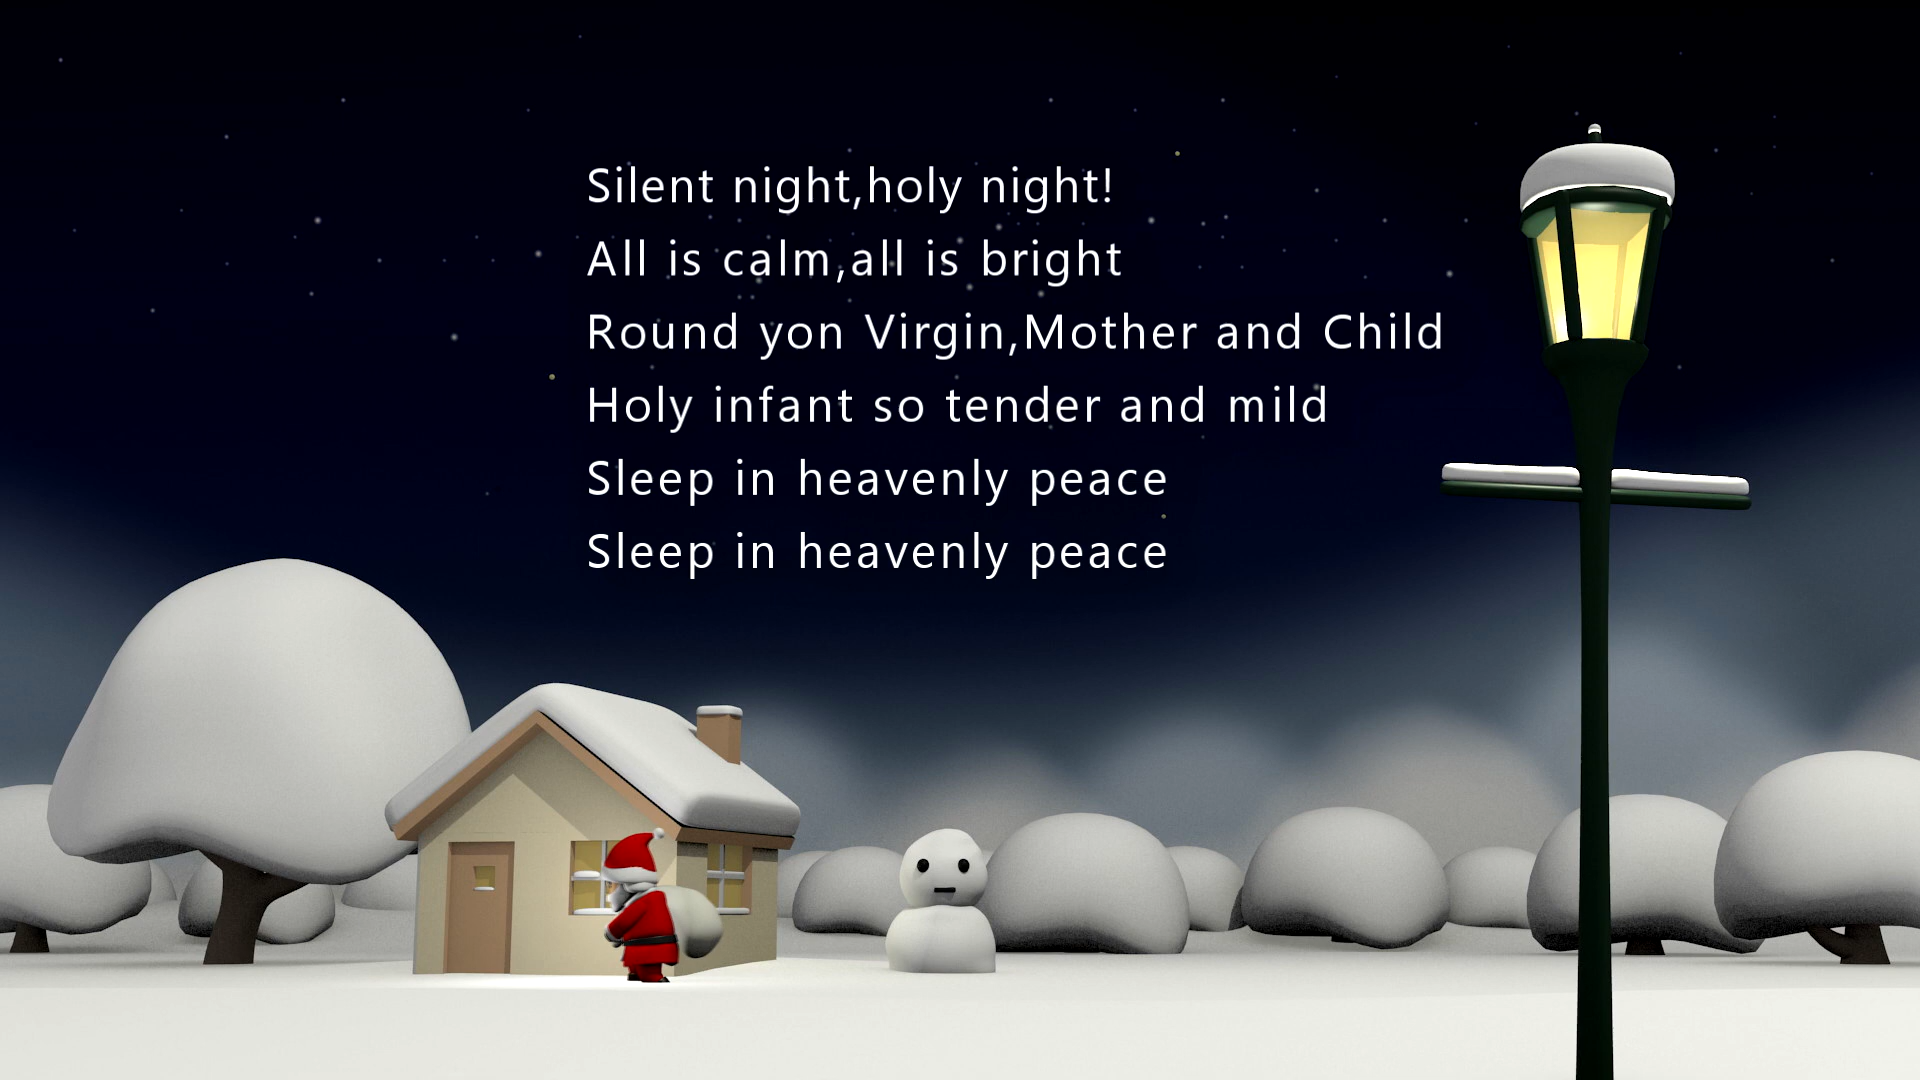 Silent night,holy night!
All is calm,all is bright
Round yon Virgin,Mother and Child
Holy infant so tender and mild
Sleep in heavenly peace
Sleep in heavenly peace